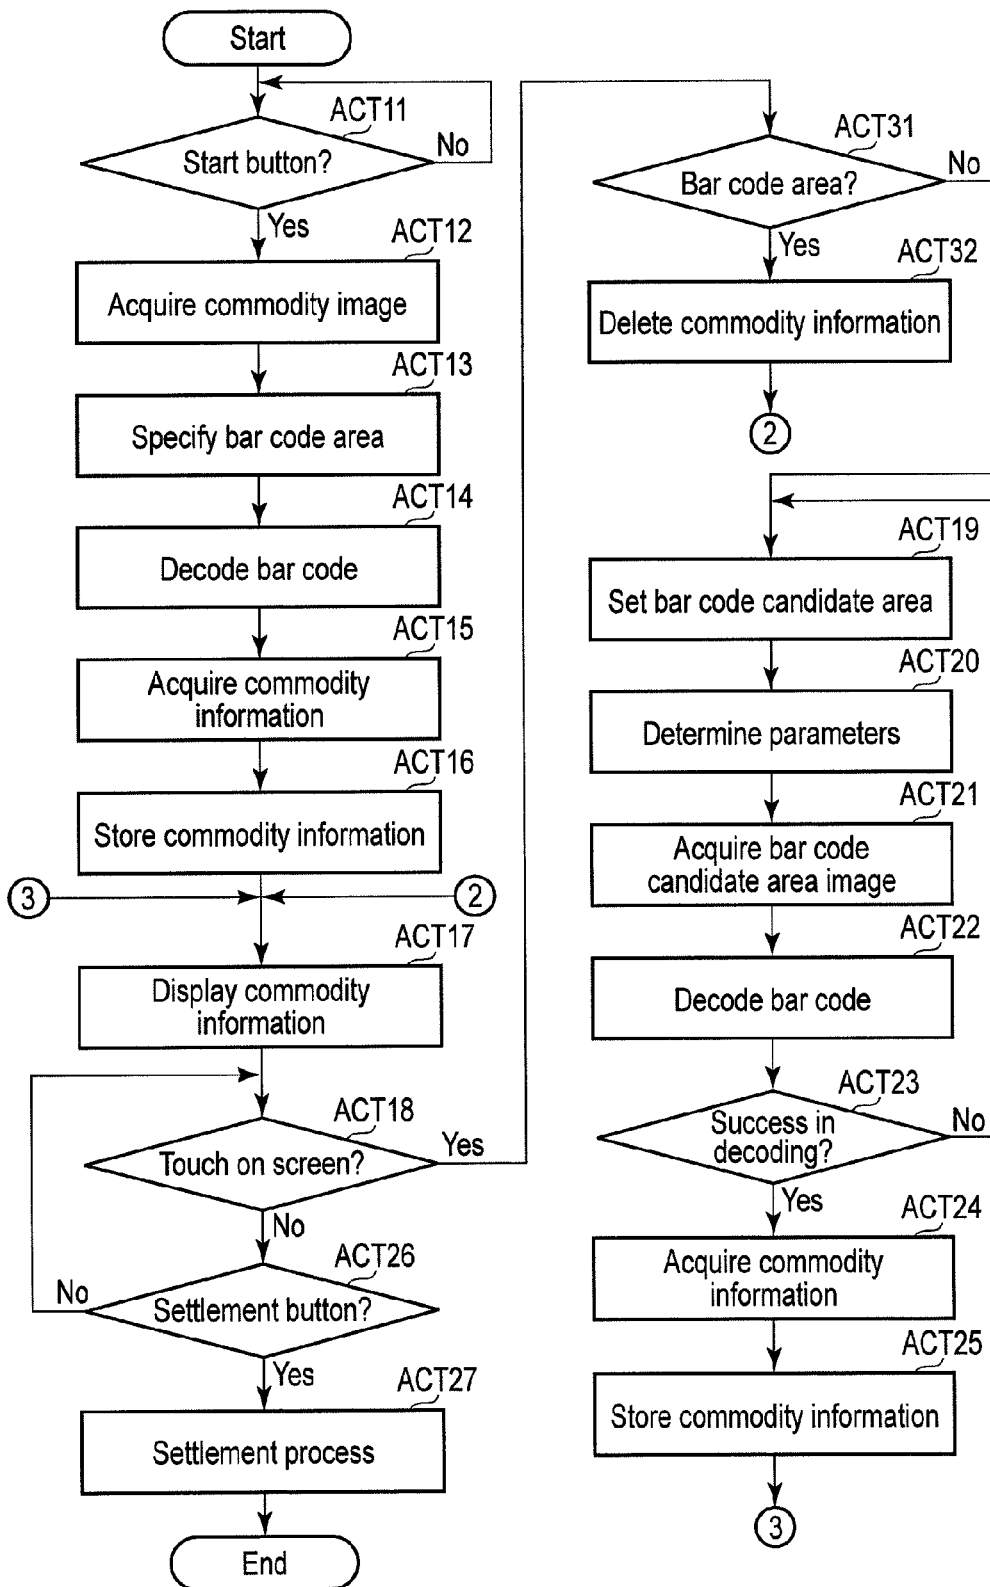 Start
ACT11
Start button?
No
Yes
ACT12
Acquire commodity image
ACT13
Specify bar code area
ACT14
Decode bar code
ACT15
Acquire commodity
information
ACT16
Store commodity information
3
2
ACT17
Display commodity
information
ACT18
Touch on screen?
Yes
No
ACT26
Settlement button?
No
Yes
ACT27
Settlement process
End
ACT31
Bar code area?
No
Yes
ACT32
Delete commodity information
2
ACT19
Set bar code candidate area
ACT20
Determine parameters
ACT21
Acquire bar code
candidate area image
ACT22
Decode bar code
ACT23
Success in
decoding?
No
Yes
ACT24
Acquire commodity
information
ACT25
Store commodity information
3